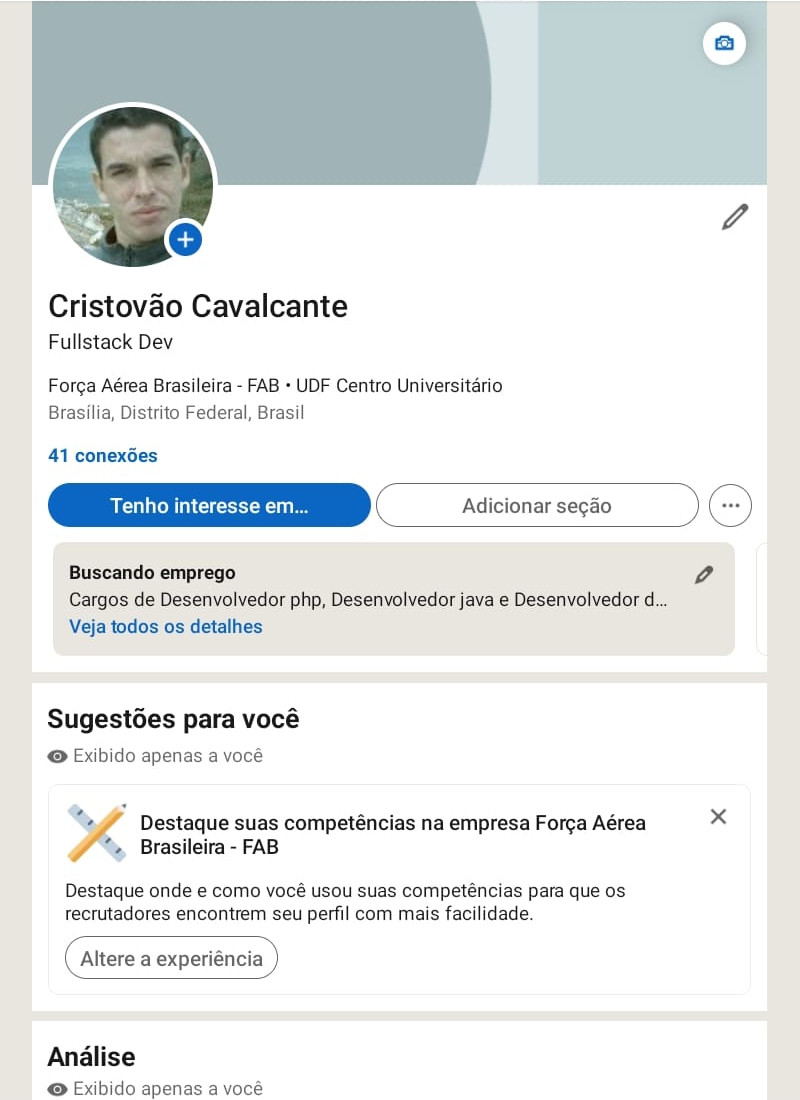 Cristovão Cavalcante
Fullstack Dev
Força Aérea Brasileira - FAB • UDF Centro Universitário
Brasília, Distrito Federal, Brasil
41 conexões
Tenho interesse em...
Adicionar seção
Buscando emprego
Cargos de Desenvolvedor php, Desenvolvedor java e Desenvolvedor d...
Veja todos os detalhes
Sugestões para você
Exibido apenas a você
Destaque suas competências na empresa Força Aérea
Brasileira - FAB
Destaque onde e como você usou suas competências para que os
recrutadores encontrem seu perfil com mais facilidade.
Altere a experiência
Análise
Exibido apenas a você